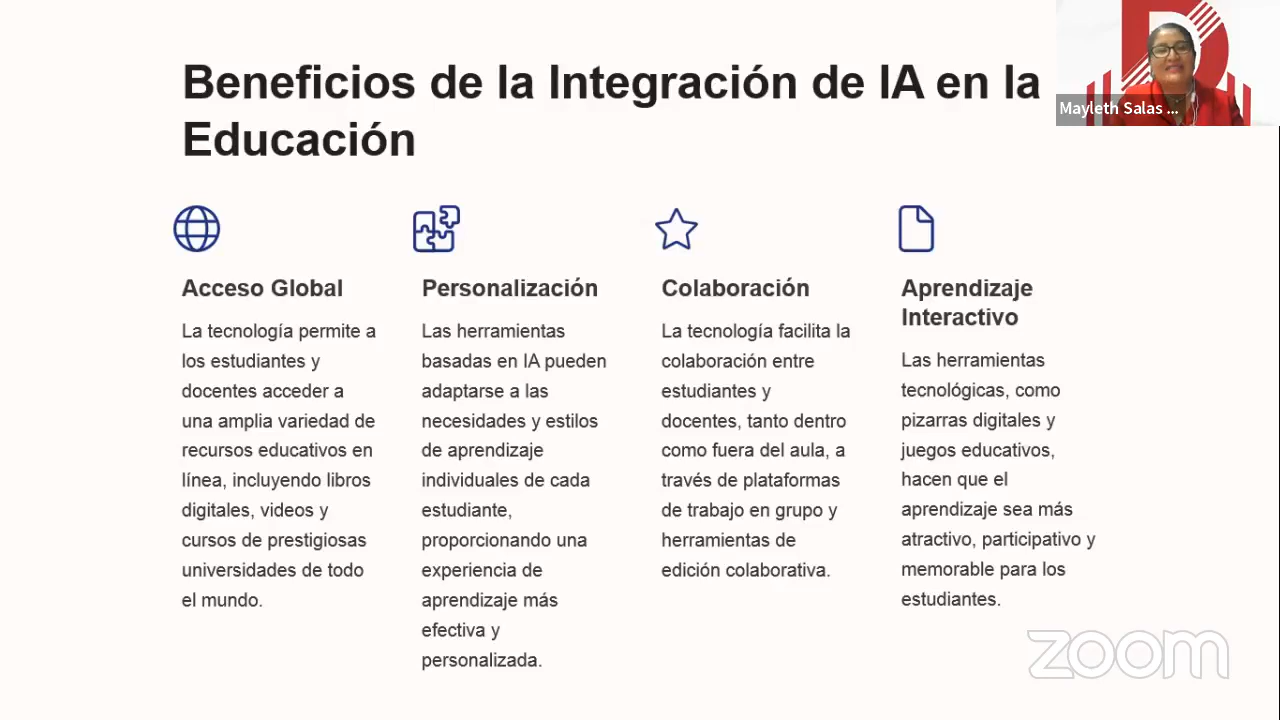 Beneficios de la Integración de IA en la
Educación
Mayleth Salas ...
Acceso Global
La tecnología permite a
los estudiantes y
docentes acceder a
una amplia variedad de
recursos educativos en
línea, incluyendo libros
digitales, videos y
cursos de prestigiosas
universidades de todo
el mundo.
Personalización
Las herramientas
basadas en IA pueden
adaptarse a las
necesidades y estilos
de aprendizaje
individuales de cada
estudiante,
proporcionando una
experiencia de
aprendizaje más
efectiva y
personalizada.
Colaboración
La tecnología facilita la
colaboración entre
estudiantes y
docentes, tanto dentro
como fuera del aula, a
través de plataformas
de trabajo en grupo y
herramientas de
edición colaborativa.
Aprendizaje
Interactivo
Las herramientas
tecnológicas, como
pizarras digitales y
juegos educativos,
hacen que el
aprendizaje sea más
atractivo, participativo y
memorable para los
estudiantes.
zoom